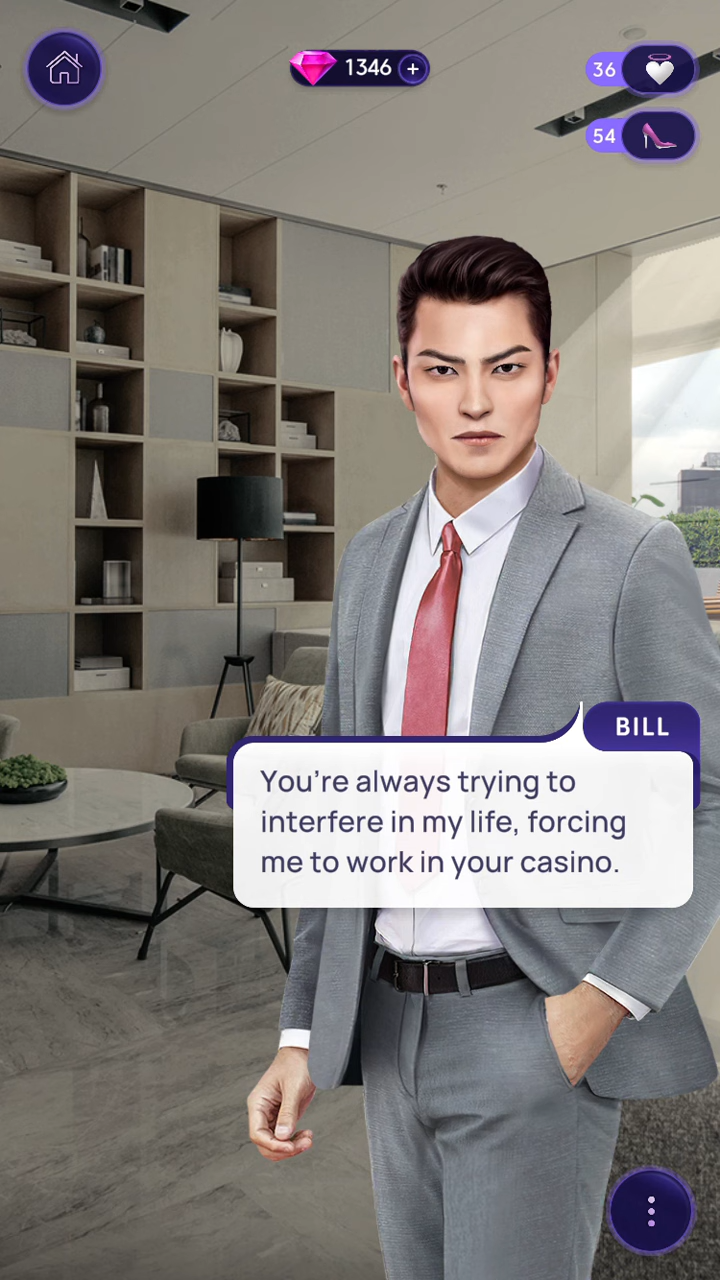 1346 +
36
54
BILL
You're always trying to
interfere in my life, forcing
me to work in your casino.